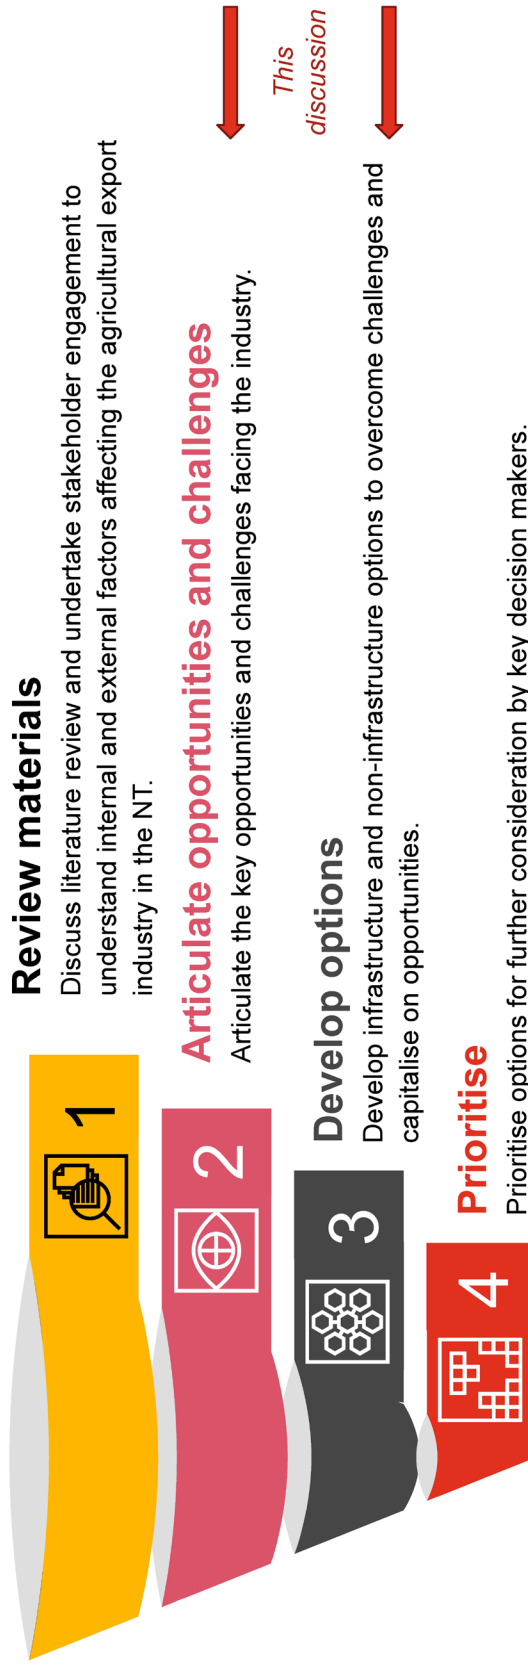 1
Review materials
Discuss literature review and undertake stakeholder engagement to
understand internal and external factors affecting the agricultural export
industry in the NT.
2
Articulate opportunities and challenges
Articulate the key opportunities and challenges facing the industry.
3
Develop options
Develop infrastructure and non-infrastructure options to overcome challenges and
capitalise on opportunities.
This
discussion
4
Prioritise
Prioritise options for further consideration by key decision makers.